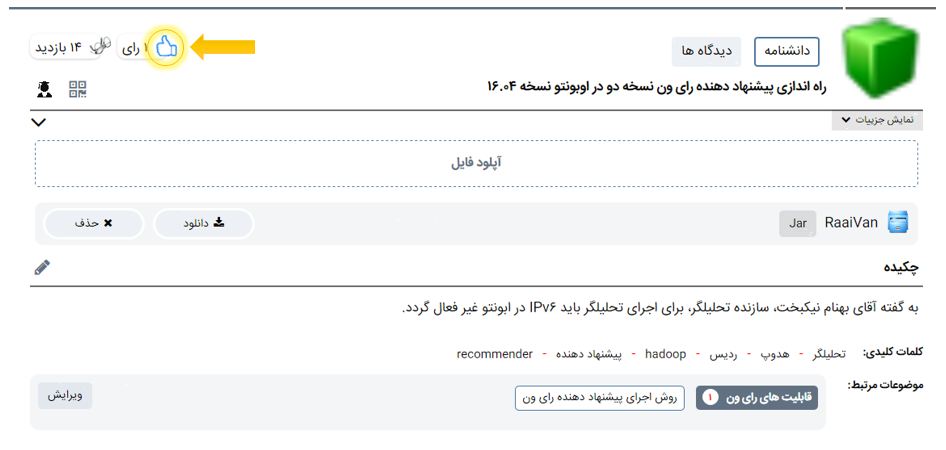 دانشنامه دیدگاه ها ۱ رای ۱۴ بازدید
راه اندازی پیشنهاد دهنده رای ون نسخه دو در اوبونتو نسخه ۱۶.۰۴
نمایش جزییات
آپلود فایل
RaaiVan Jar دانلود حذف
چکیده
به گفته آقای بهنام نیکبخت، سازنده تحلیلگر، برای اجرای تحلیلگر باید IPv۶ در ابونتو غیر فعال گردد.
کلمات کلیدی: تحلیلگر - هدوپ - ردیس - hadoop - پیشنهاد دهنده - recommender
موضوعات مرتبط:
قابلیت های رای ون ۱ روش اجرای پیشنهاد دهنده رای ون ویرایش